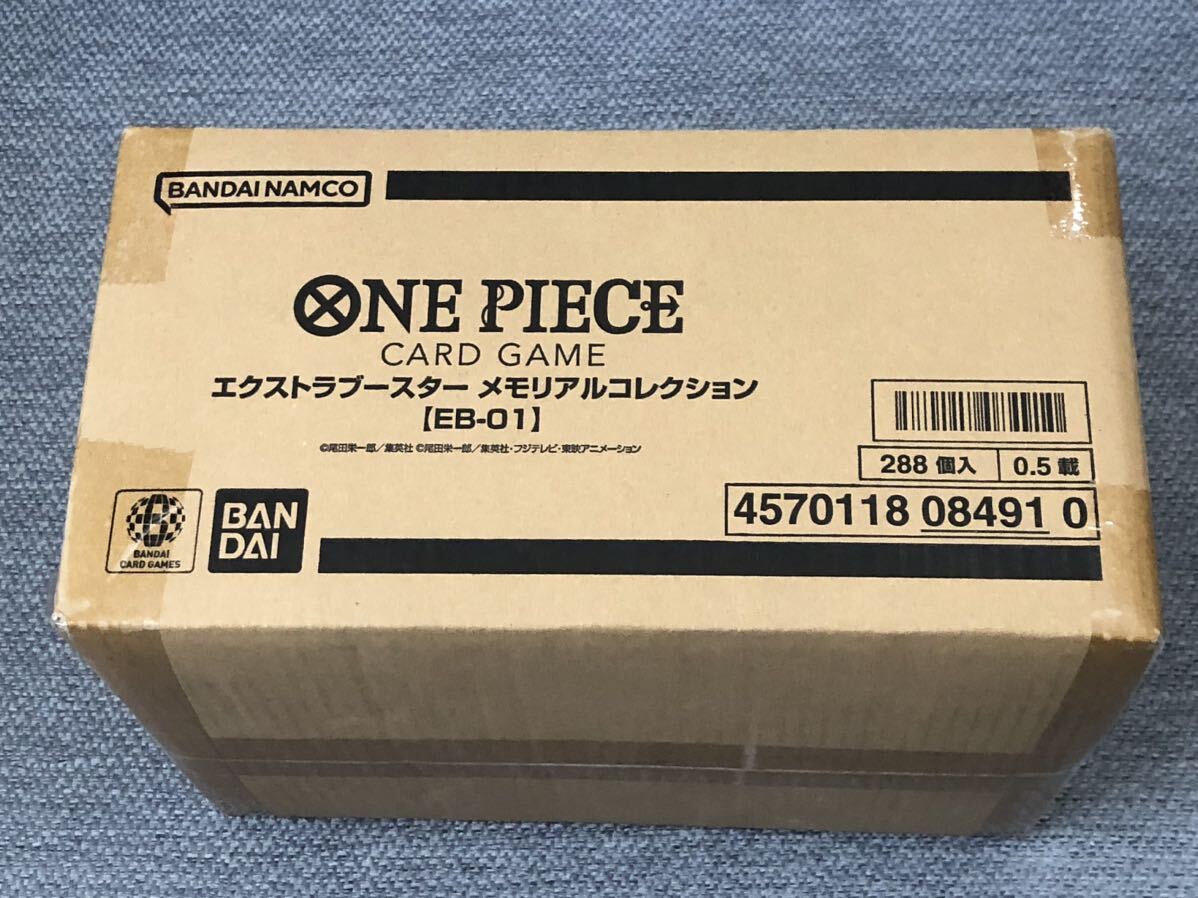 BANDAI NAMCO
ONE PIECE
CARD GAME
エクストラブースター メモリアルコレクション
【EB-01】
©尾田栄一郎／集英社 ©尾田栄一郎／集英社・フジテレビ・東映アニメーション
288 個入 0.5 載
4570118 08491 0
BANDAI
CARD GAMES
BAN
DAI